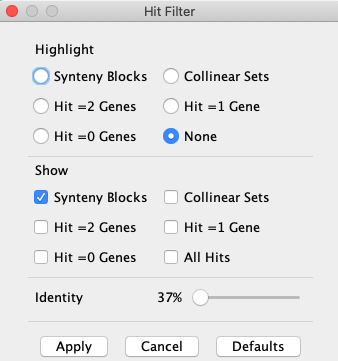 Hit Filter
Highlight
Synteny Blocks Collinear Sets
Hit =2 Genes Hit =1 Gene
Hit =0 Genes None
Show
Synteny Blocks Collinear Sets
Hit =2 Genes Hit =1 Gene
Hit =0 Genes All Hits
Identity 37%
Apply Cancel Defaults